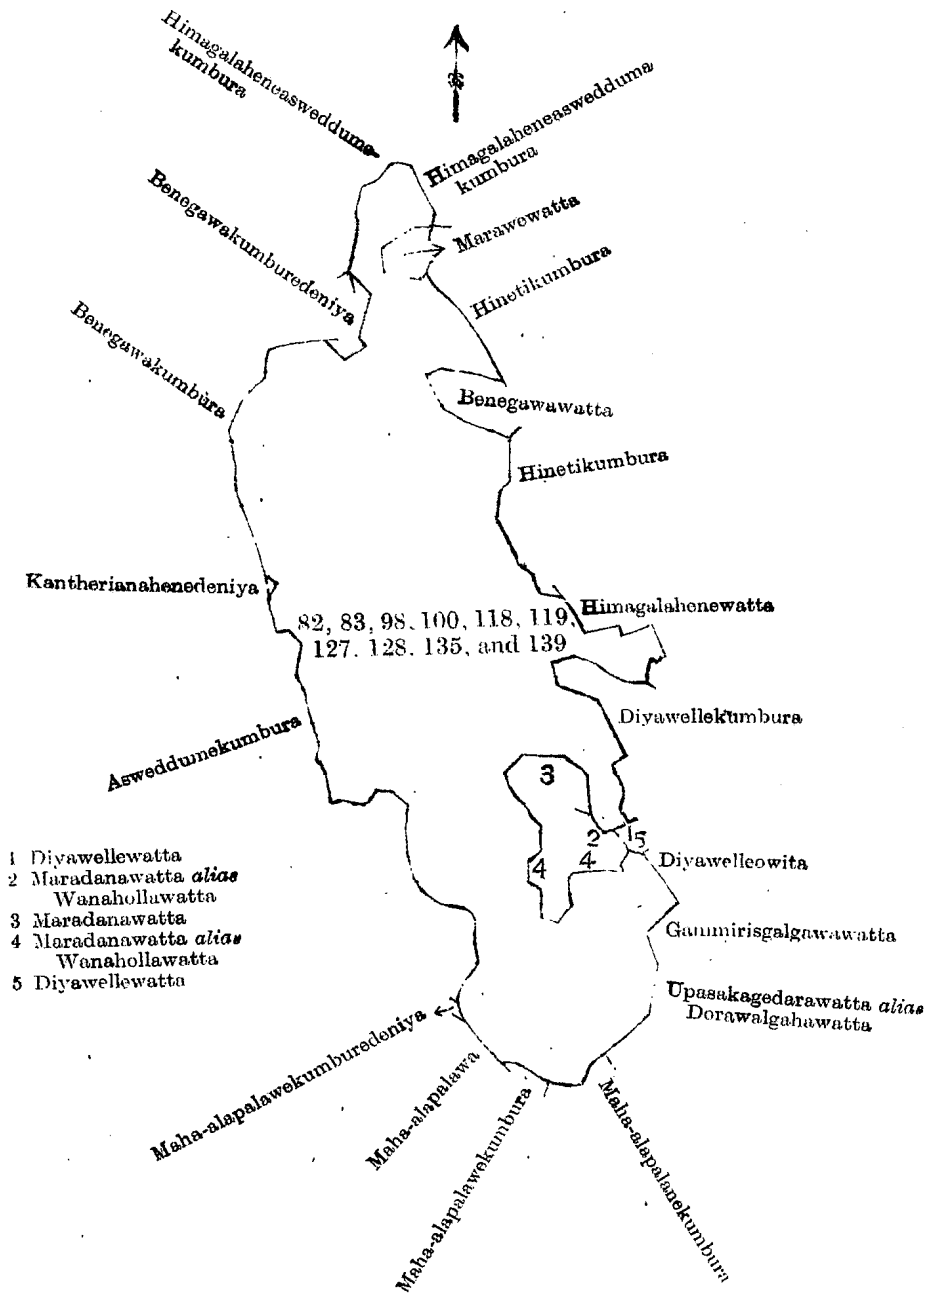 Himagalaheneaswedduma
kumbura
Himagalaheneaswedduma
kumbura
Benegawakumburedeniya
Marawewatta
Hinetikumbura
Benegawakumbura
Benegawawatta
Hinetikumbura
Kantherianahenedeniya
Himagalahenewatta
82, 83, 98. 100, 118, 119,
127. 128. 135, and 139
Diyawellekumbura
Asweddumekumbura
3
2
5
4
4
Diyawelleowita
1 Diyawellewatta
2 Maradanawatta alias
Wanahollawatta
3 Maradanawatta
4 Maradanawatta alias
Wanahollawatta
5 Diyawellewatta
Gammirisgalgawawatta
Upasakagedarawatta alias
Dorawalgahawatta
Maha-alapalawekumburedeniya
Maha-alapalawa
Maha-alapalawekumbura
Maha-alapalanekumbura